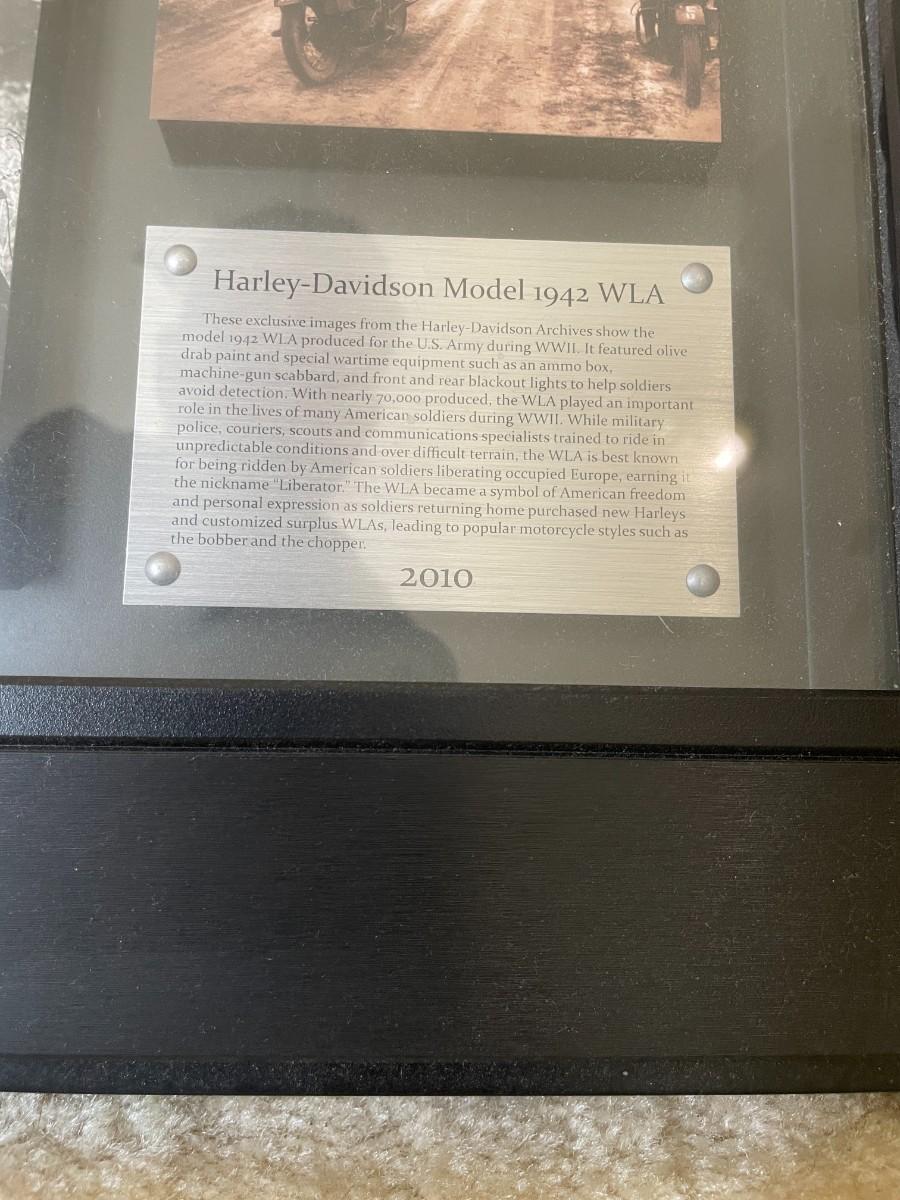 Harley-Davidson Model 1942 WLA
These exclusive images from the Harley-Davidson Archives show the
model 1942 WLA produced for the U.S. Army during WWII. It featured olive
drab paint and special wartime equipment such as an ammo box,
machine-gun scabbard, and front and rear blackout lights to help soldiers
avoid detection. With nearly 70,000 produced, the WLA played an important
role in the lives of many American soldiers during WWII. While military
police, couriers, scouts and communications specialists trained to ride in
unpredictable conditions and over difficult terrain, the WLA is best known
for being ridden by American soldiers liberating occupied Europe, earning it
the nickname “Liberator.” The WLA became a symbol of American freedom
and personal expression as soldiers returning home purchased new Harleys
and customized surplus WLAs, leading to popular motorcycle styles such as
the bobber and the chopper.
2010